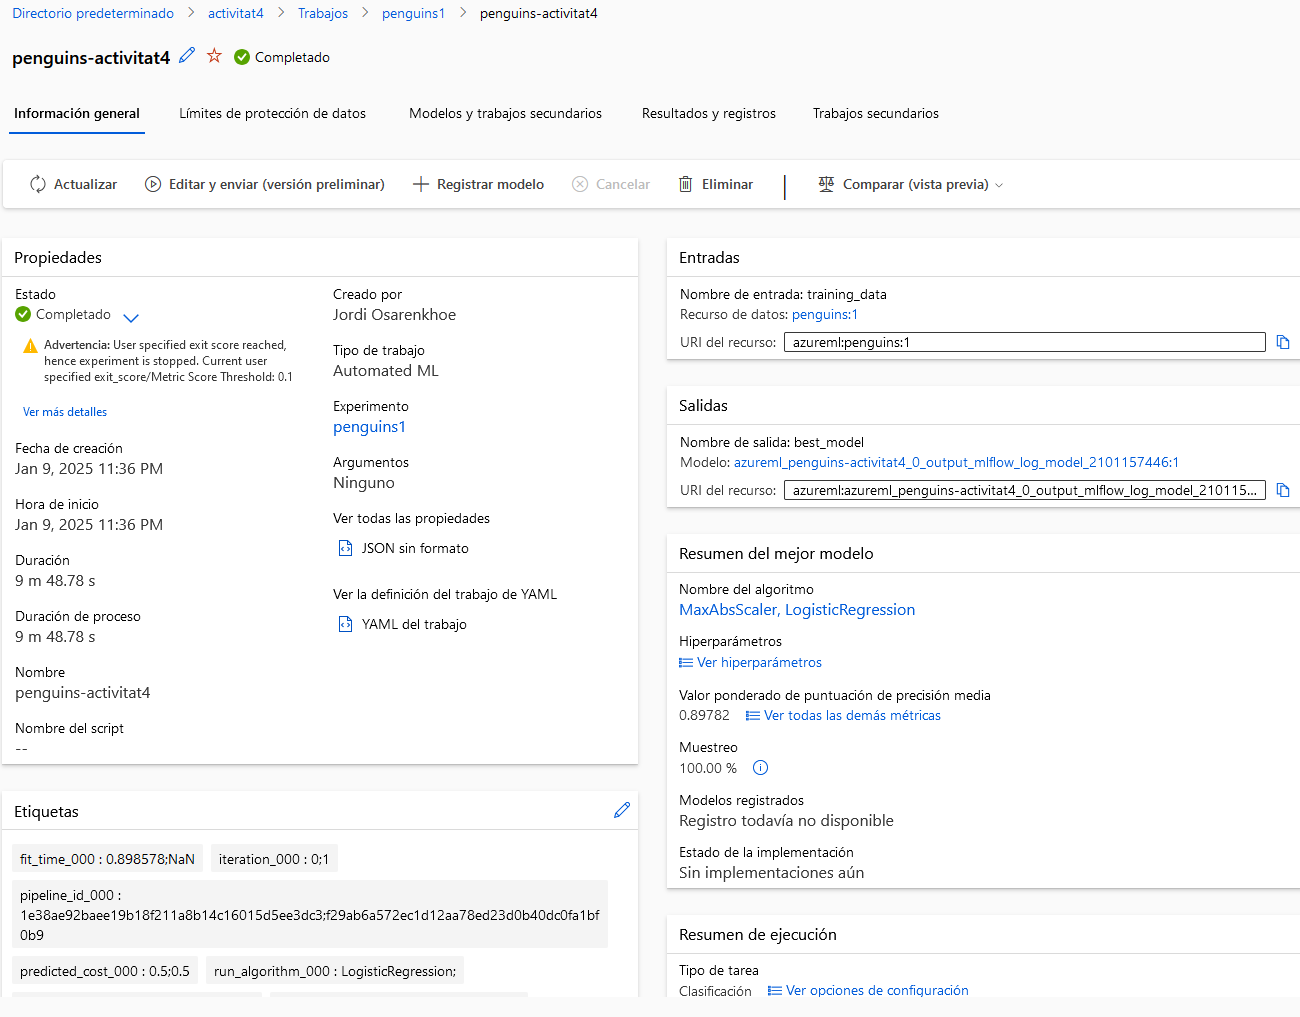 Directorio predeterminado > activitat4 > Trabajos > penguins1 > penguins-activitat4
penguins-activitat4 Completado
Información general Límites de protección de datos Modelos y trabajos secundarios Resultados y registros Trabajos secundarios
Actualizar Editar y enviar (versión preliminar) Registrar modelo Cancelar Eliminar Comparar (vista previa)
Propiedades
Estado
Completado
Advertencia: User specified exit score reached,
hence experiment is stopped. Current user
specified exit_score/Metric Score Threshold: 0.1
Ver más detalles
Fecha de creación
Jan 9, 2025 11:36 PM
Hora de inicio
Jan 9, 2025 11:36 PM
Duración
9 m 48.78 s
Duración de proceso
9 m 48.78 s
Nombre
penguins-activitat4
Nombre del script
--
Creado por
Jordi Osarenkhoe
Tipo de trabajo
Automated ML
Experimento
penguins1
Argumentos
Ninguno
Ver todas las propiedades
JSON sin formato
Ver la definición del trabajo de YAML
YAML del trabajo
Etiquetas
fit_time_000 : 0.898578;NaN
iteration_000 : 0;1
pipeline_id_000 :
1e38ae92baee19b18f211a8b14c16015d5ee3dc3;f29ab6a572ec1d12aa78ed23d0b40dc0fa1bf
0b9
predicted_cost_000 : 0.5;0.5
run_algorithm_000 : LogisticRegression;
Entradas
Nombre de entrada: training_data
Recurso de datos: penguins:1
URI del recurso: azureml:penguins:1
Salidas
Nombre de salida: best_model
Modelo: azureml_penguins-activitat4_0_output_mlflow_log_model_2101157446:1
URI del recurso: azureml:azureml_penguins-activitat4_0_output_mlflow_log_model_210115...
Resumen del mejor modelo
Nombre del algoritmo
MaxAbsScaler, LogisticRegression
Hiperparámetros
Ver hiperparámetros
Valor ponderado de puntuación de precisión media
0.89782 Ver todas las demás métricas
Muestreo
100.00 %
Modelos registrados
Registro todavía no disponible
Estado de la implementación
Sin implementaciones aún
Resumen de ejecución
Tipo de tarea
Clasificación Ver opciones de configuración